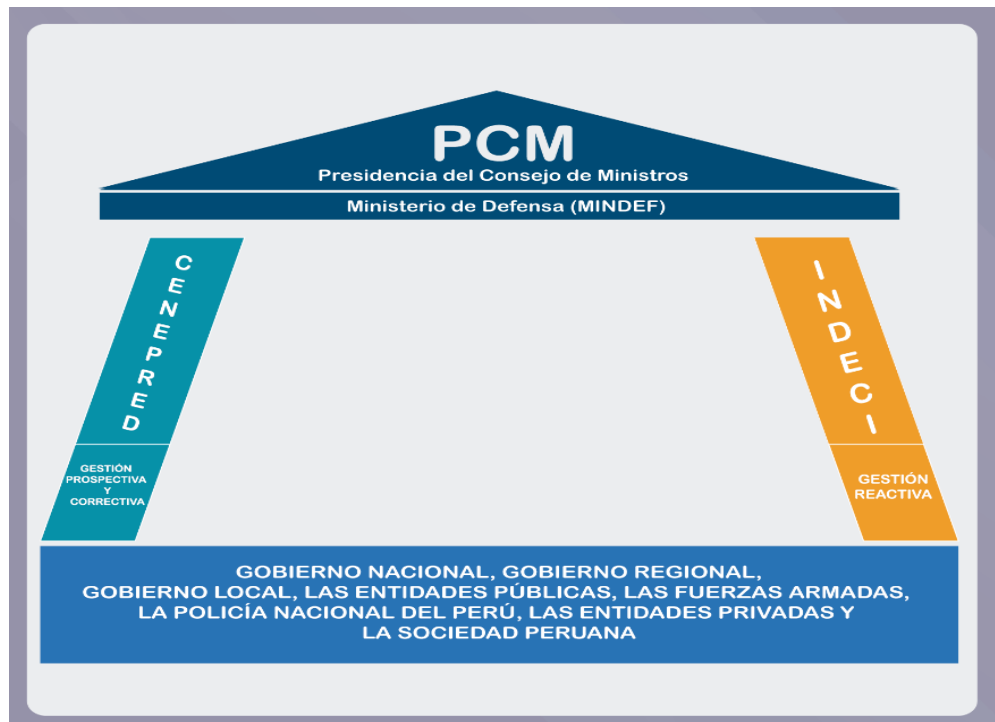 PCM
Presidencia del Consejo de Ministros
Ministerio de Defensa (MINDEF)
CENEPRED
GESTIÓN
PROSPECTIVA
Y
CORRECTIVA
INDECI
GESTIÓN
REACTIVA
GOBIERNO NACIONAL, GOBIERNO REGIONAL,
GOBIERNO LOCAL, LAS ENTIDADES PÚBLICAS, LAS FUERZAS ARMADAS,
LA POLICÍA NACIONAL DEL PERÚ, LAS ENTIDADES PRIVADAS Y
LA SOCIEDAD PERUANA